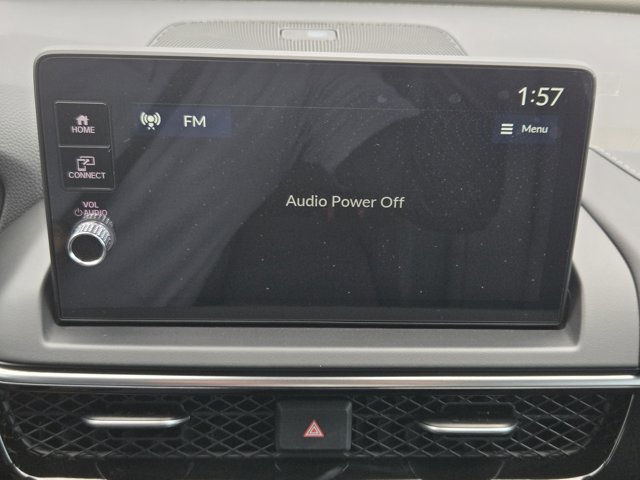 1:57
HOME
FM
Menu
CONNECT
VOL
AUDIO
Audio Power Off